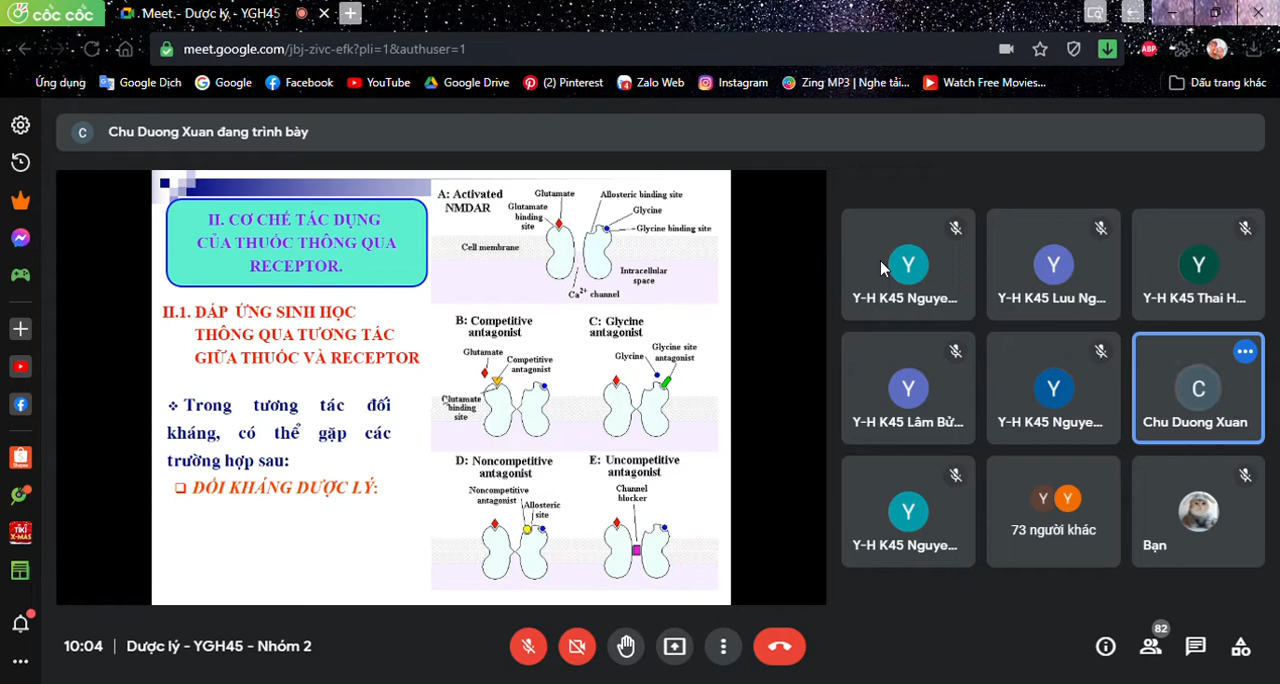 cốc cốc
Meet - Dược lý - YGH45
meet.google.com/jbj-zivc-efk?pli=1&authuser=1
ABP
Ứng dụng
Google Dịch
Google
Facebook
YouTube
Google Drive
(2) Pinterest
Zalo Web
Instagram
Zing MP3 | Nghe tải...
Watch Free Movies...
Dấu trang khác
C
Chu Duong Xuan đang trình bày
II. CƠ CHẾ TÁC DỤNG
CỦA THUỐC THÔNG QUA
RECEPTOR.
II.1. ĐÁP ỨNG SINH HỌC
THÔNG QUA TƯƠNG TÁC
GIỮA THUỐC VÀ RECEPTOR
❖ Trong tương tác đối
kháng, có thể gặp các
trường hợp sau:
❑ ĐỐI KHÁNG DƯỢC LÝ:
A: Activated
NMDAR
Glutamate
Glutamate
binding
site
Allosteric binding site
Glycine
Glycine binding site
Cell membrane
Intracellular
space
Ca2+ channel
B: Competitive
antagonist
Glutamate
Competitive
antagonist
Glutamate
binding
site
C: Glycine
antagonist
Glycine
Glycine site
antagonist
D: Noncompetitive
antagonist
Noncompetitive
antagonist
Allosteric
site
E: Uncompetitive
antagonist
Channel
blocker
Y
Y-H K45 Nguye...
Y
Y-H K45 Luu Ng...
Y
Y-H K45 Thai H...
Y
Y-H K45 Lâm Bử...
Y
Y-H K45 Nguye...
C
Chu Duong Xuan
Y
Y-H K45 Nguye...
Y Y
73 người khác
Bạn
Shopee
TIKI
X-MAS
10:04 | Dược lý - YGH45 - Nhóm 2
82